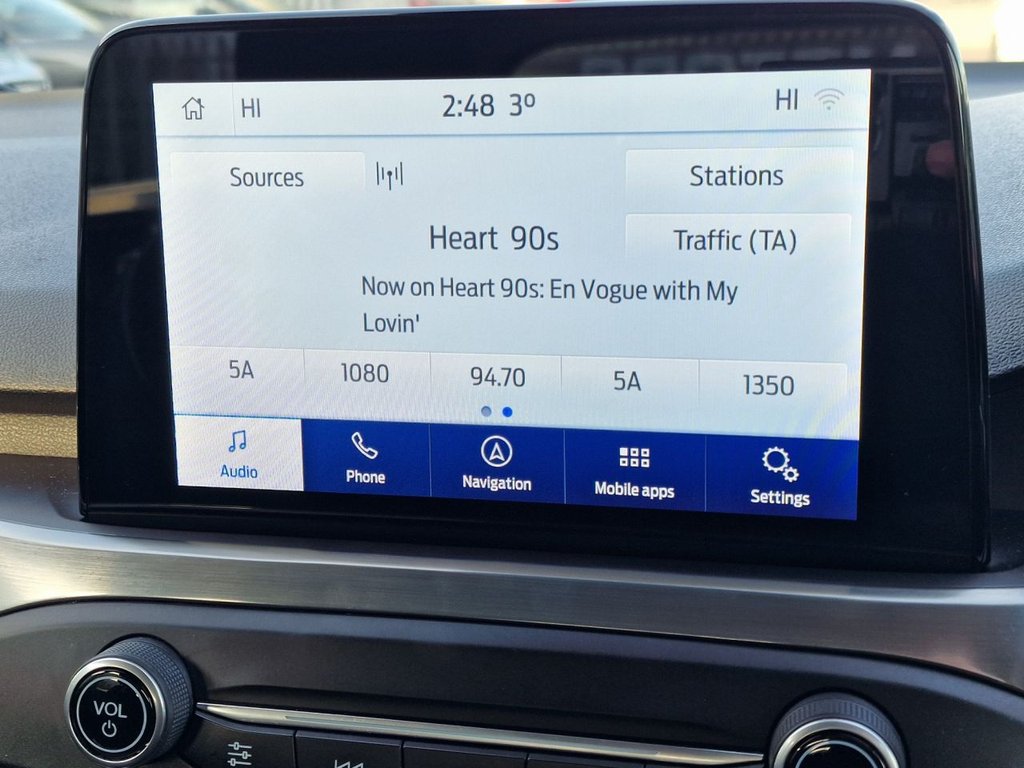 HI 2:48 3º HI
Sources Stations
Heart 90s Traffic (TA)
Now on Heart 90s: En Vogue with My
Lovin'
5A 1080 94.70 5A 1350
Audio Phone Navigation Mobile apps Settings
VOL